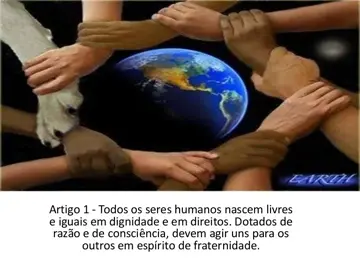 EARTH
Artigo 1 - Todos os seres humanos nascem livres
e iguais em dignidade e em direitos. Dotados de
razão e de consciência, devem agir uns para os
outros em espírito de fraternidade.